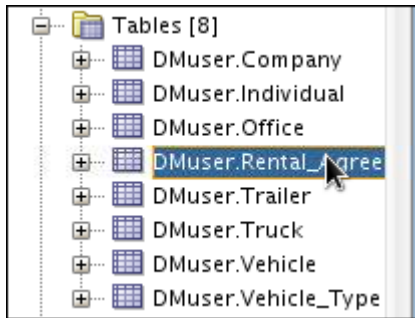 Tables [8]
DMuser.Company
DMuser.Individual
DMuser.Office
DMuser.Rental_Agree
DMuser.Trailer
DMuser.Truck
DMuser.Vehicle
DMuser.Vehicle_Type